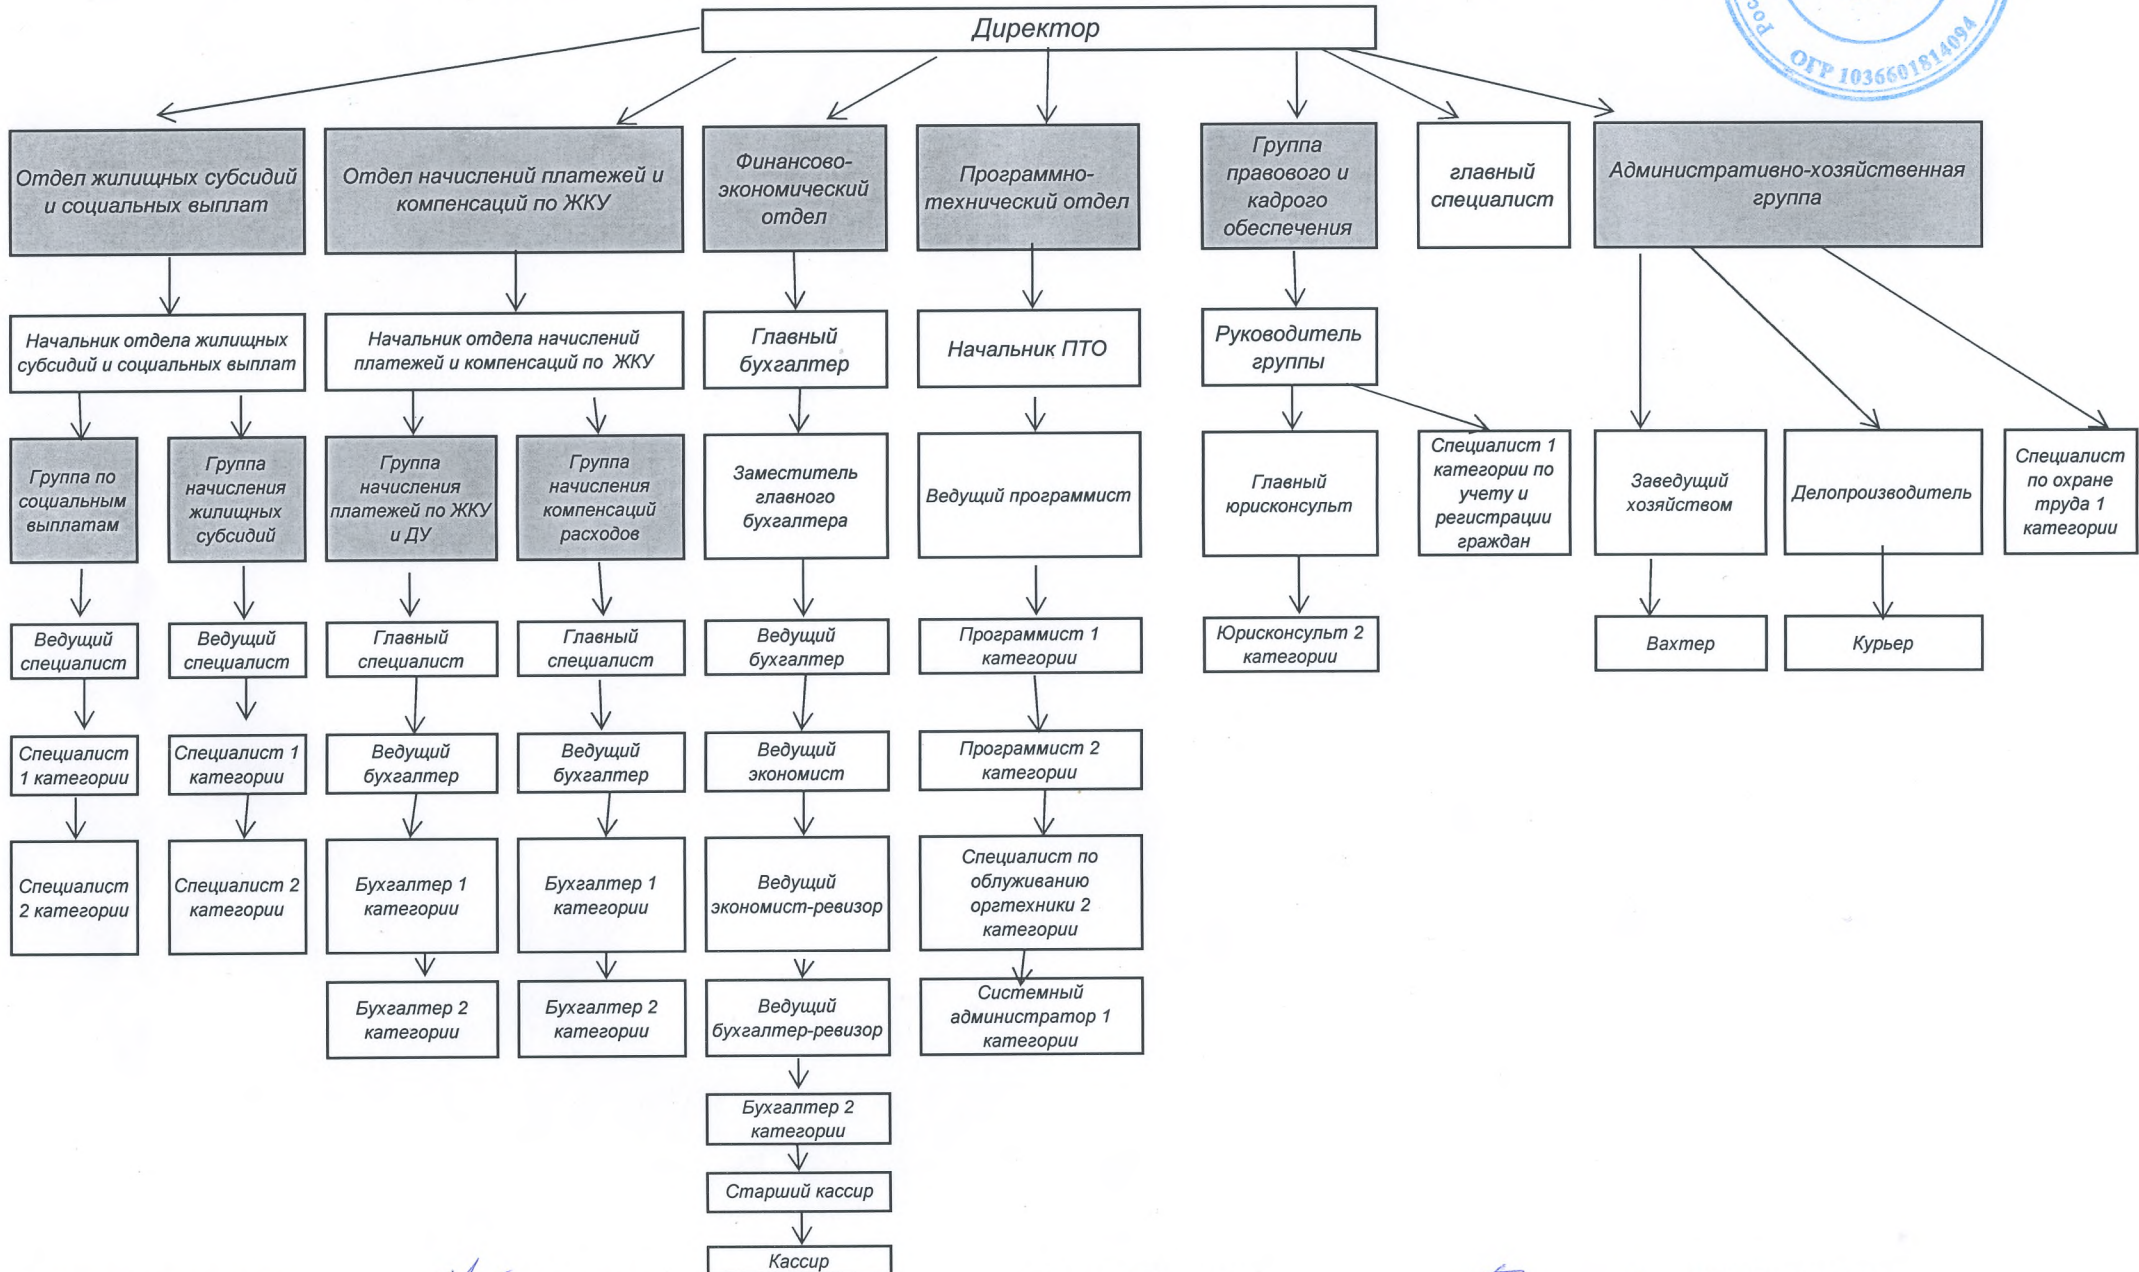 Директор
Рос
ОГР 1036601814094
Отдел жилищных субсидий
и социальных выплат
Отдел начислений платежей и
компенсаций по ЖКУ
Финансово-
экономический
отдел
Программно-
технический отдел
Группа
правового и
кадрого
обеспечения
главный
специалист
Административно-хозяйственная
группа
Начальник отдела жилищных
субсидий и социальных выплат
Начальник отдела начислений
платежей и компенсаций по ЖКУ
Главный
бухгалтер
Начальник ПТО
Руководитель
группы
Группа по
социальным
выплатам
Группа
начисления
жилищных
субсидий
Группа
начисления
платежей по ЖКУ
и ДУ
Группа
начисления
компенсаций
расходов
Заместитель
главного
бухгалтера
Ведущий программист
Главный
юрисконсульт
Специалист 1
категории по
учету и
регистрации
граждан
Заведущий
хозяйством
Делопроизводитель
Специалист
по охране
труда 1
категории
Ведущий
специалист
Ведущий
специалист
Главный
специалист
Главный
специалист
Ведущий
бухгалтер
Программист 1
категории
Юрисконсульт 2
категории
Вахтер
Курьер
Специалист
1 категории
Специалист 1
категории
Ведущий
бухгалтер
Ведущий
бухгалтер
Ведущий
экономист
Программист 2
категории
Специалист
2 категории
Специалист 2
категории
Бухгалтер 1
категории
Бухгалтер 1
категории
Ведущий
экономист-ревизор
Специалист по
облуживанию
оргтехники 2
категории
Бухгалтер 2
категории
Бухгалтер 2
категории
Ведущий
бухгалтер-ревизор
Системный
администратор 1
категории
Бухгалтер 2
категории
Старший кассир
Кассир